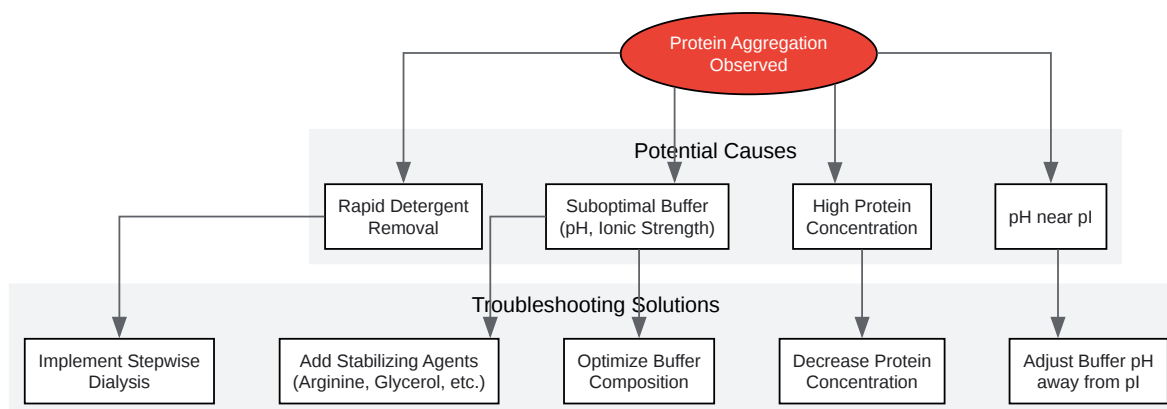 Protein Aggregation
Observed
Potential Causes
Rapid Detergent
Removal
Suboptimal Buffer
(pH, Ionic Strength)
High Protein
Concentration
pH near pI
Troubleshooting Solutions
Implement Stepwise
Dialysis
Add Stabilizing Agents
(Arginine, Glycerol, etc.)
Optimize Buffer
Composition
Decrease Protein
Concentration
Adjust Buffer pH
away from pI